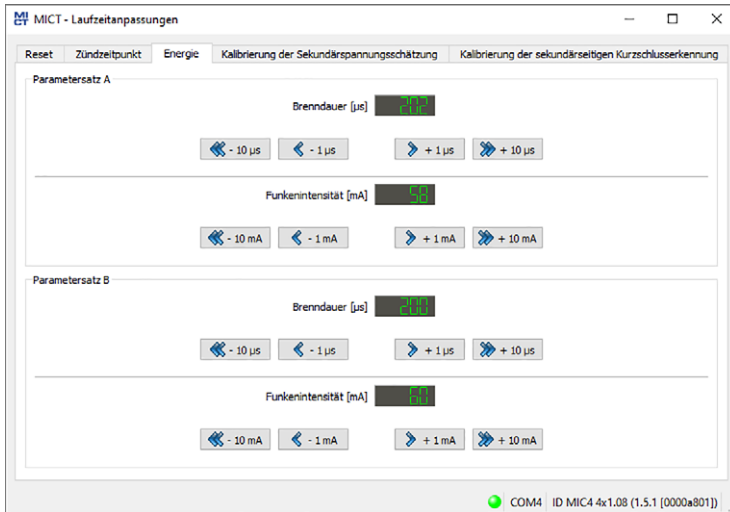 MICT - Laufzeitanpassungen
Reset Zündzeitpunkt Energie Kalibrierung der Sekundärspannungsschätzung Kalibrierung der sekundärseitigen Kurzschlusserkennung
Parametersatz A
Brenndauer [µs] 202
- 10 µs - 1 µs + 1 µs + 10 µs
Funkenintensität [mA] 58
- 10 mA - 1 mA + 1 mA + 10 mA
Parametersatz B
Brenndauer [µs] 200
- 10 µs - 1 µs + 1 µs + 10 µs
Funkenintensität [mA] 60
- 10 mA - 1 mA + 1 mA + 10 mA
COM4 ID MIC4 4x1.08 (1.5.1 [0000a801])